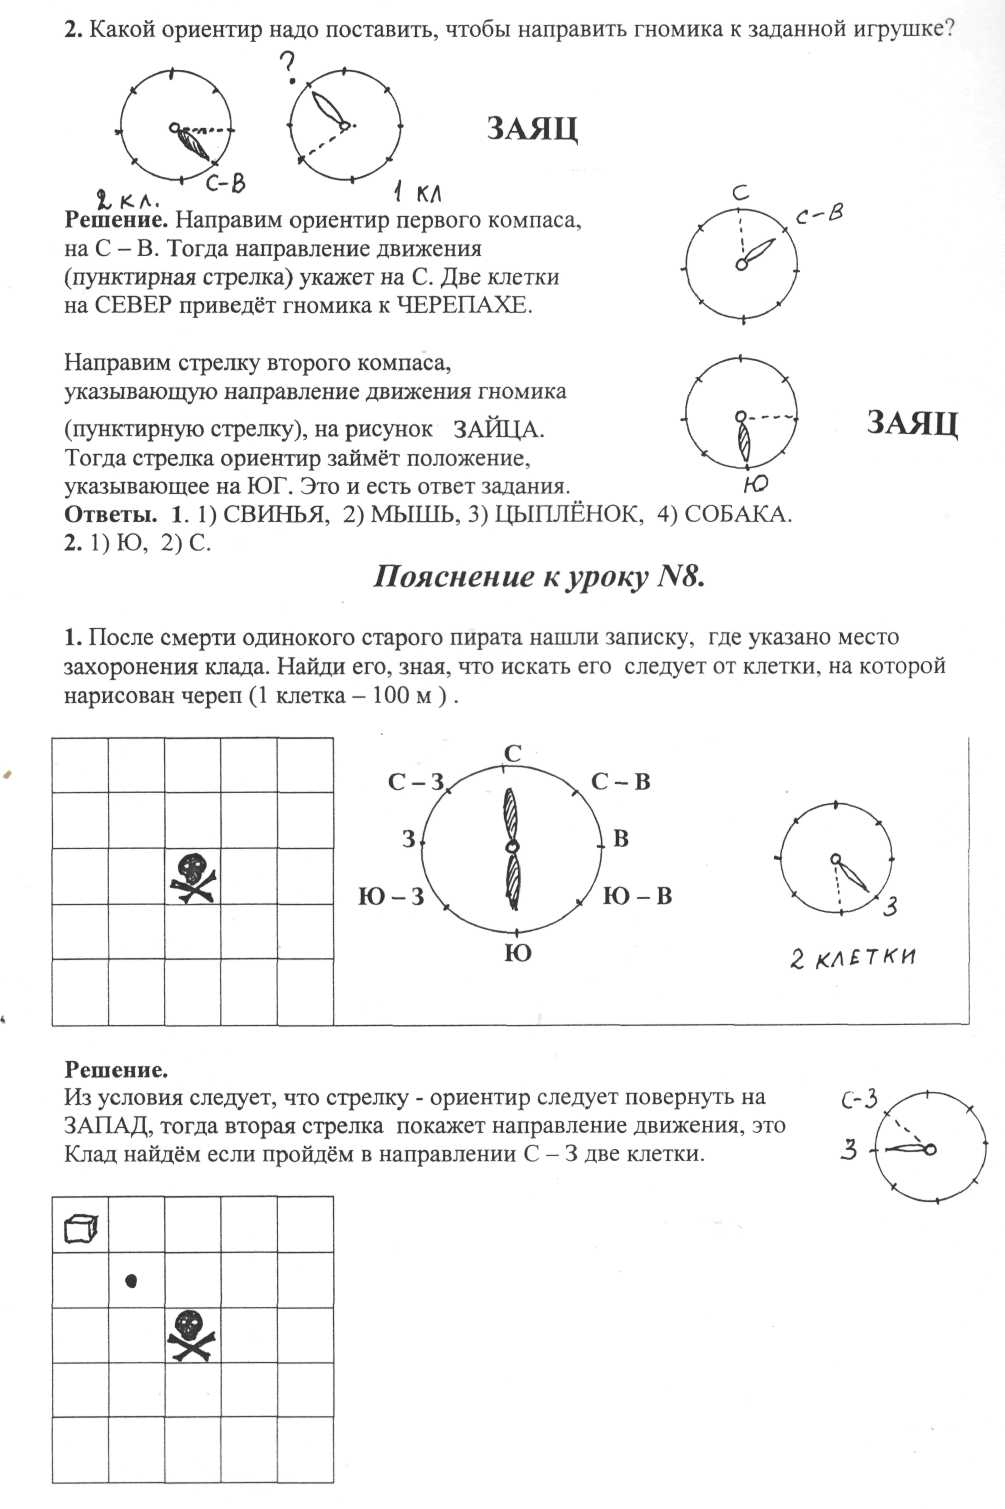 2. Какой ориентир надо поставить, чтобы направить гномика к заданной игрушке?
?
ЗАЯЦ
С-В
2 кл.
1 кл
Решение. Направим ориентир первого компаса,
на С – В. Тогда направление движения
(пунктирная стрелка) укажет на С. Две клетки
на СЕВЕР приведёт гномика к ЧЕРЕПАХЕ.
С
С-В
Направим стрелку второго компаса,
указывающую направление движения гномика
(пунктирную стрелку), на рисунок ЗАЙЦА.
Тогда стрелка ориентир займёт положение,
указывающее на ЮГ. Это и есть ответ задания.
ЗАЯЦ
Ю
Ответы. 1. 1) СВИНЬЯ, 2) МЫШЬ, 3) ЦЫПЛЁНОК, 4) СОБАКА.
2. 1) Ю, 2) С.
Пояснение к уроку N8.
1. После смерти одинокого старого пирата нашли записку, где указано место
захоронения клада. Найди его, зная, что искать его следует от клетки, на которой
нарисован череп (1 клетка – 100 м ) .
С
С – З
С – В
З
В
Ю – З
Ю – В
Ю
З
2 КЛЕТКИ
Решение.
Из условия следует, что стрелку - ориентир следует повернуть на
ЗАПАД, тогда вторая стрелка покажет направление движения, это
Клад найдём если пройдём в направлении С – З две клетки.
С-З
З